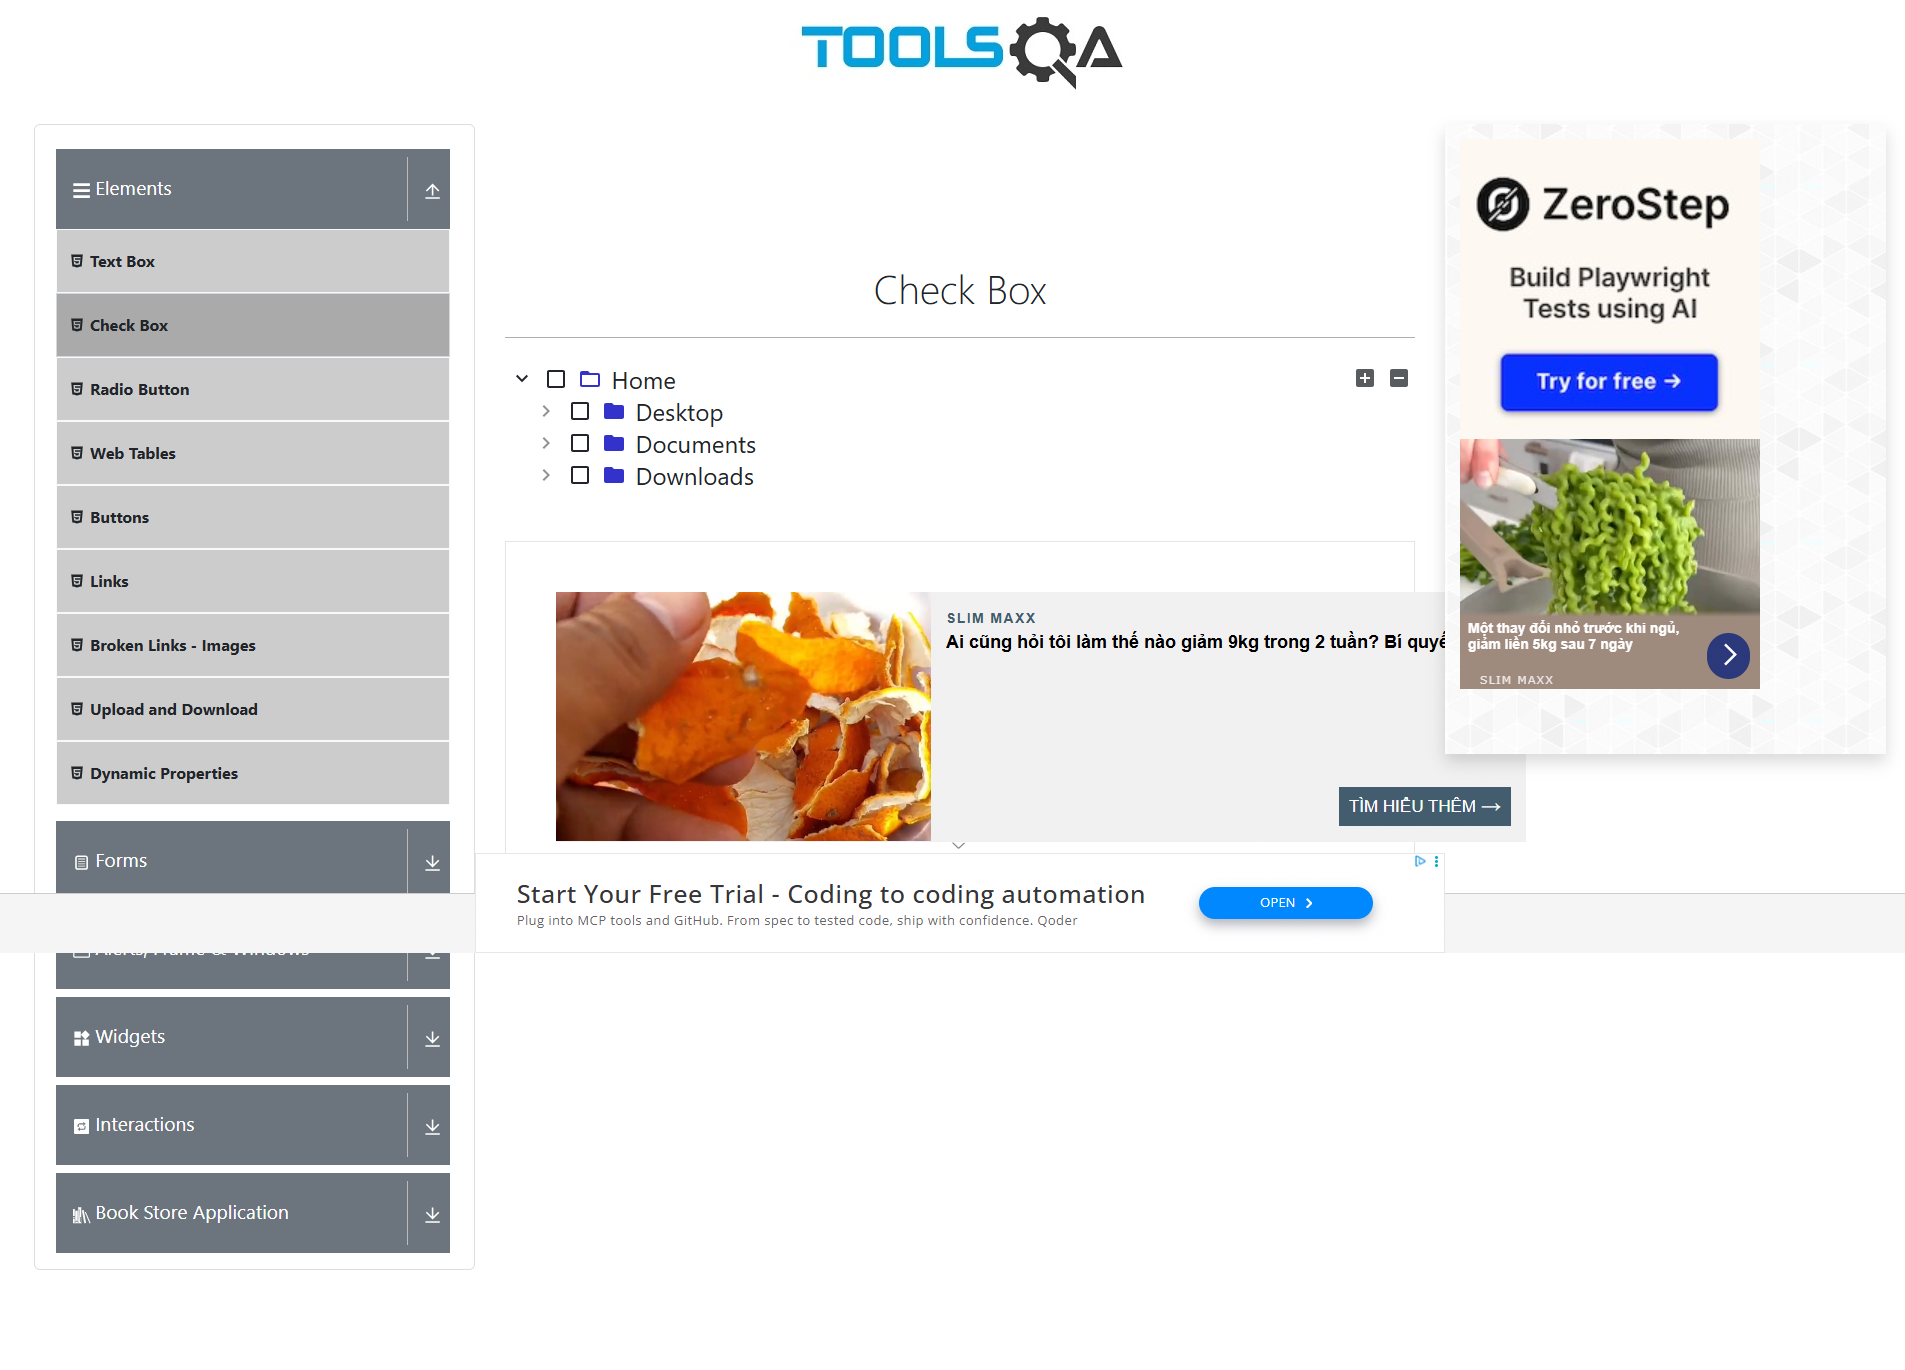 TOOLSQA
Elements
Text Box
Check Box
Radio Button
Web Tables
Buttons
Links
Broken Links - Images
Upload and Download
Dynamic Properties
Forms
Alerts, Frame & Windows
Widgets
Interactions
Book Store Application
Check Box
Home
Desktop
Documents
Downloads
SLIM MAXX
Ai cũng hỏi tôi làm thế nào giảm 9kg trong 2 tuần? Bí quyế
TÌM HIỂU THÊM →
Start Your Free Trial - Coding to coding automation
Plug into MCP tools and GitHub. From spec to tested code, ship with confidence. Qoder
OPEN
ZeroStep
Build Playwright
Tests using AI
Try for free →
Một thay đổi nhỏ trước khi ngủ,
giảm liền 5kg sau 7 ngày
SLIM MAXX